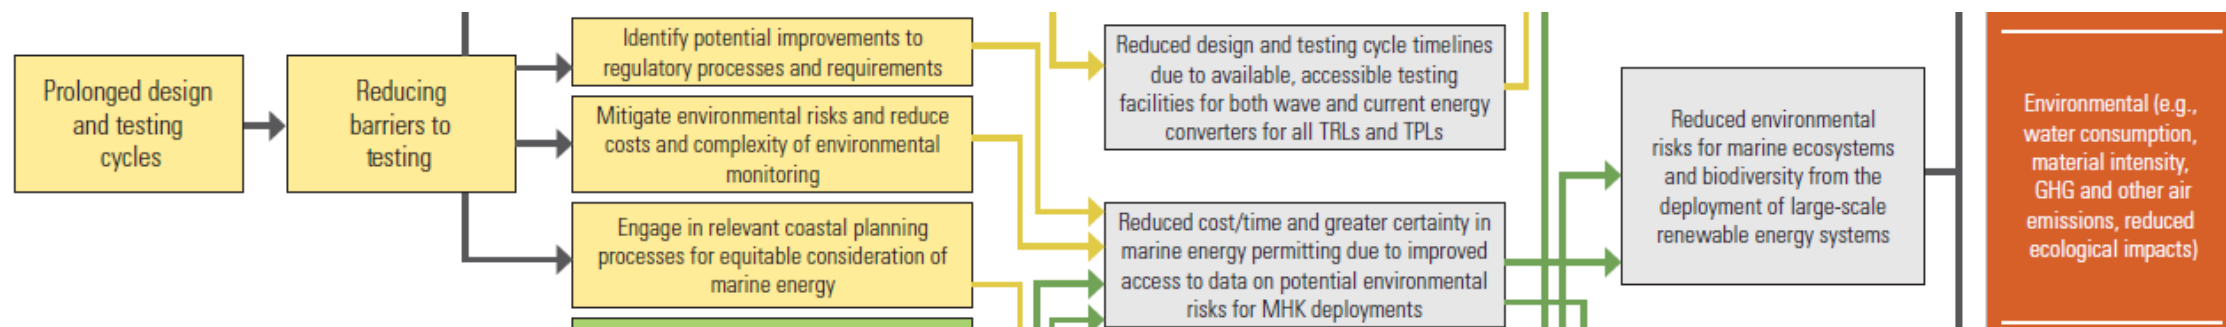 Prolonged design
and testing
cycles
Reducing
barriers to
testing
Identify potential improvements to
regulatory processes and requirements
Mitigate environmental risks and reduce
costs and complexity of environmental
monitoring
Engage in relevant coastal planning
processes for equitable consideration of
marine energy
Reduced design and testing cycle timelines
due to available, accessible testing
facilities for both wave and current energy
converters for all TRLs and TPLs
Reduced cost/time and greater certainty in
marine energy permitting due to improved
access to data on potential environmental
risks for MHK deployments
Reduced environmental
risks for marine ecosystems
and biodiversity from the
deployment of large-scale
renewable energy systems
Environmental (e.g.,
water consumption,
material intensity,
GHG and other air
emissions, reduced
ecological impacts)